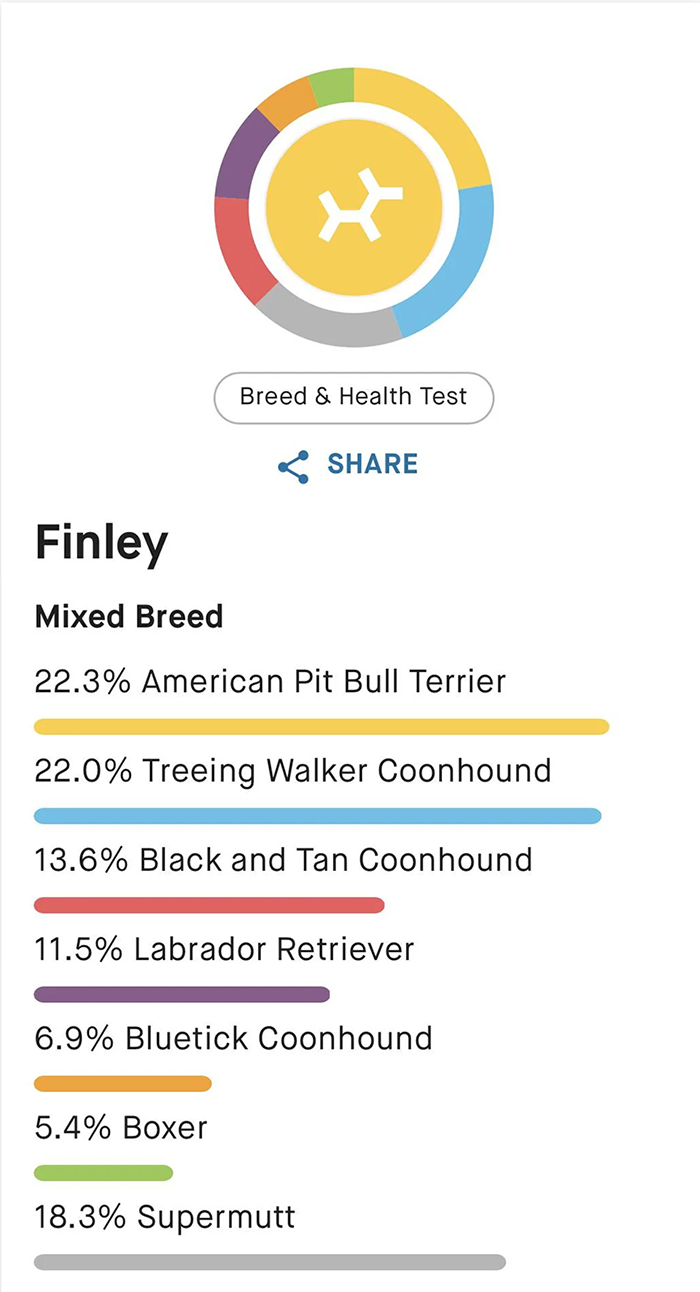 Breed & Health Test
SHARE
Finley
Mixed Breed
22.3% American Pit Bull Terrier
22.0% Treeing Walker Coonhound
13.6% Black and Tan Coonhound
11.5% Labrador Retriever
6.9% Bluetick Coonhound
5.4% Boxer
18.3% Supermutt